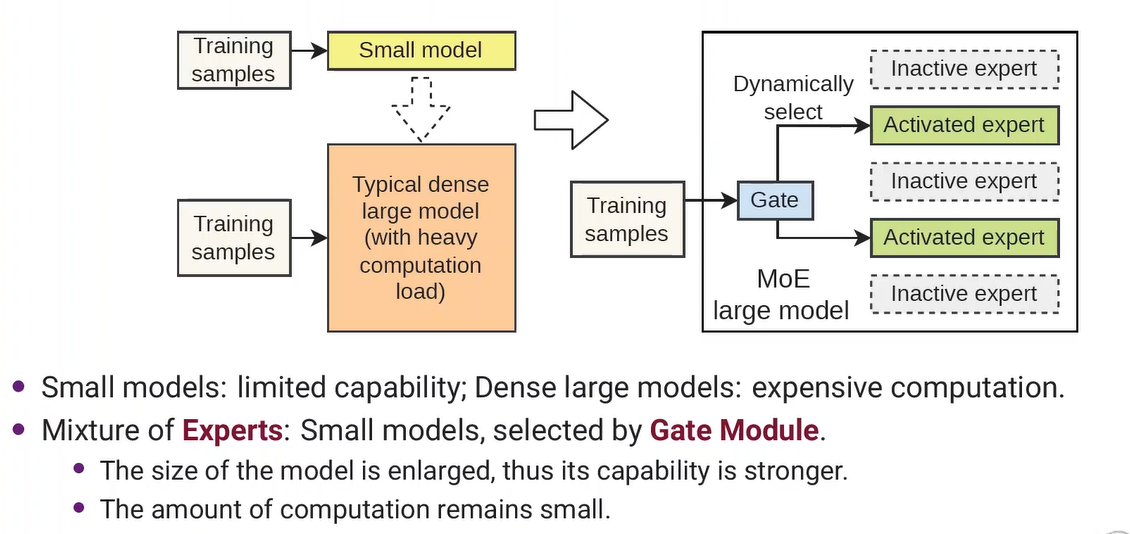 Training
samples
Small model
Typical dense
large model
(with heavy
computation
load)
Training
samples
Training
samples
Gate
Dynamically
select
Inactive expert
Activated expert
Inactive expert
Activated expert
Inactive expert
MoE
large model
• Small models: limited capability; Dense large models: expensive computation.
• Mixture of Experts: Small models, selected by Gate Module.
• The size of the model is enlarged, thus its capability is stronger.
• The amount of computation remains small.